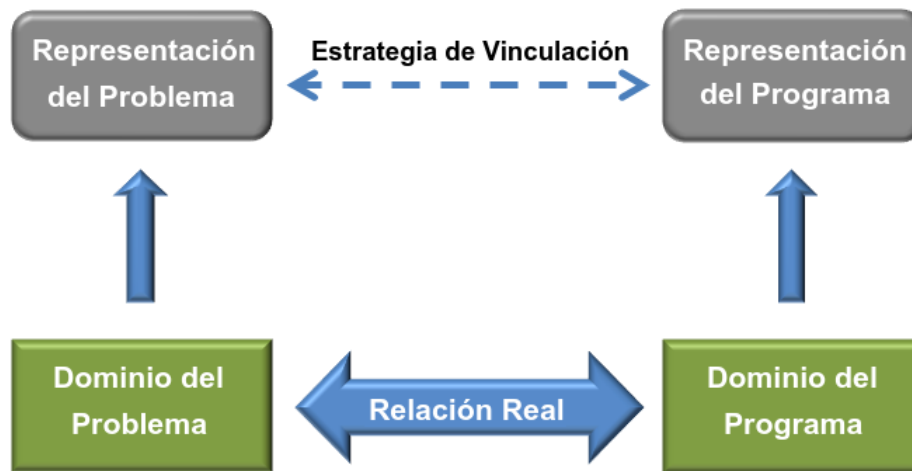 Representación
del Problema
Estrategia de Vinculación
Representación
del Programa
Dominio del
Problema
Relación Real
Dominio del
Programa